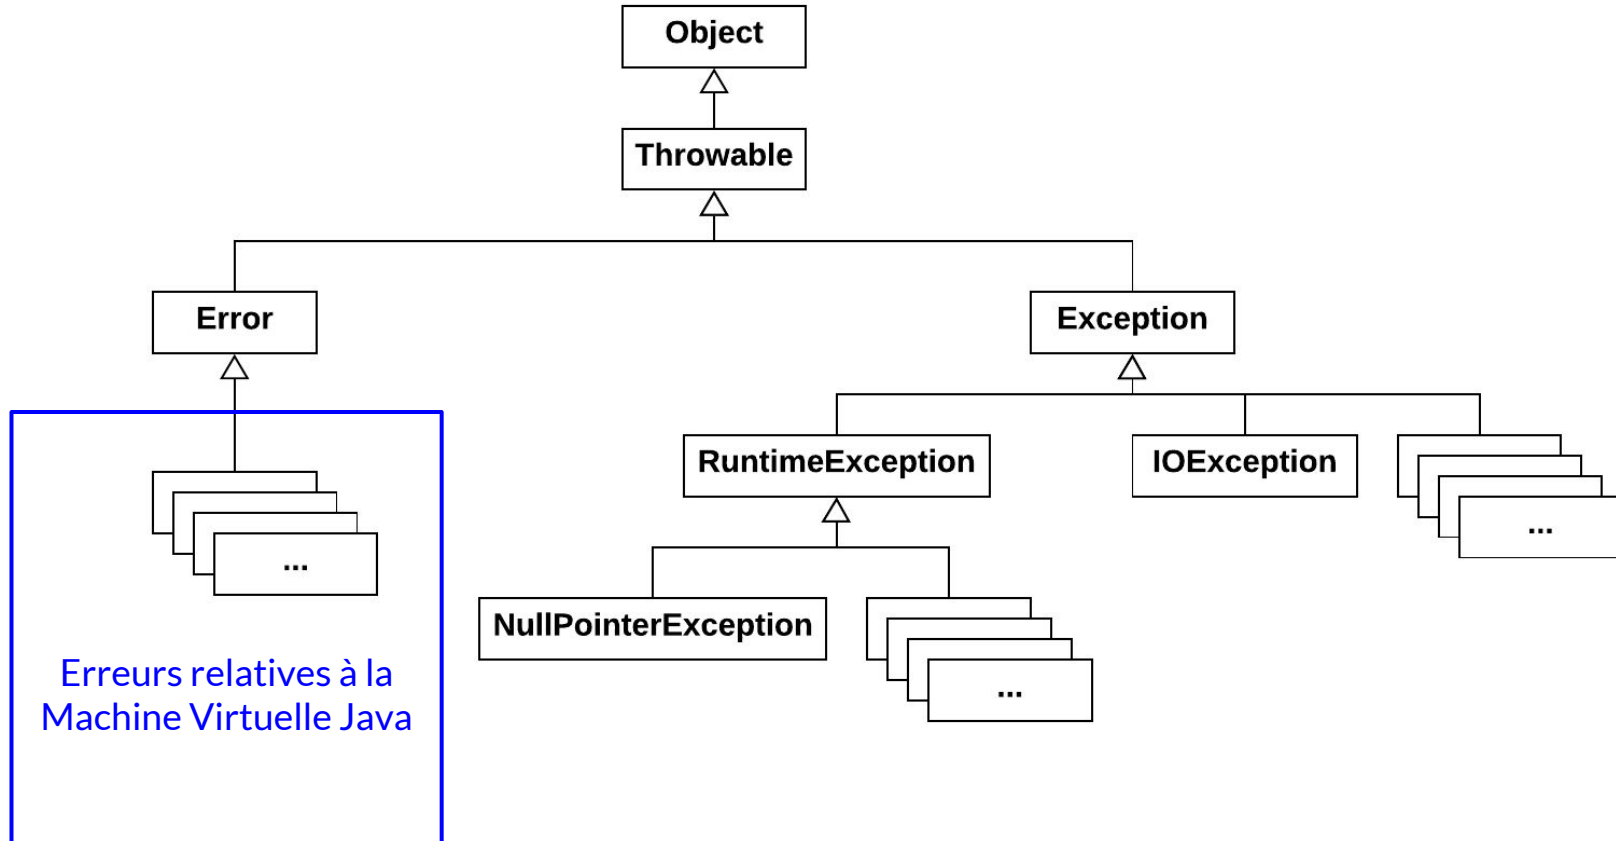 Object
Throwable
Error
Exception
RuntimeException
IOException
...
...
NullPointerException
...
Erreurs relatives à la
Machine Virtuelle Java